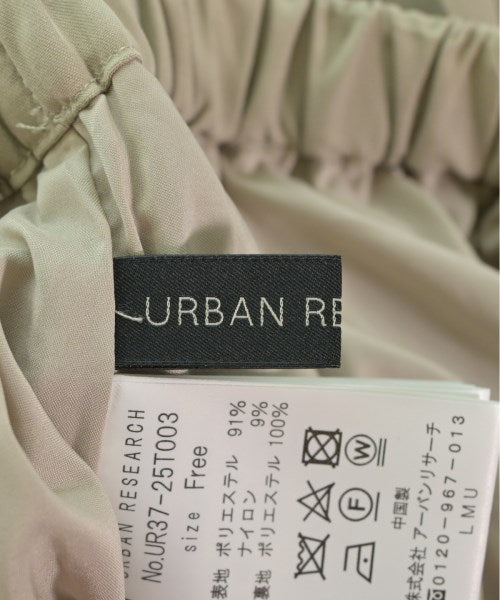 URBAN RE
URBAN RESEARCH
No.UR37-25T003
size Free
表地 ポリエステル 91%
ナイロン 9%
裏地 ポリエステル 100%
W
F
中国製
株式会社 アーバンリサーチ
0120-967-013
LMU